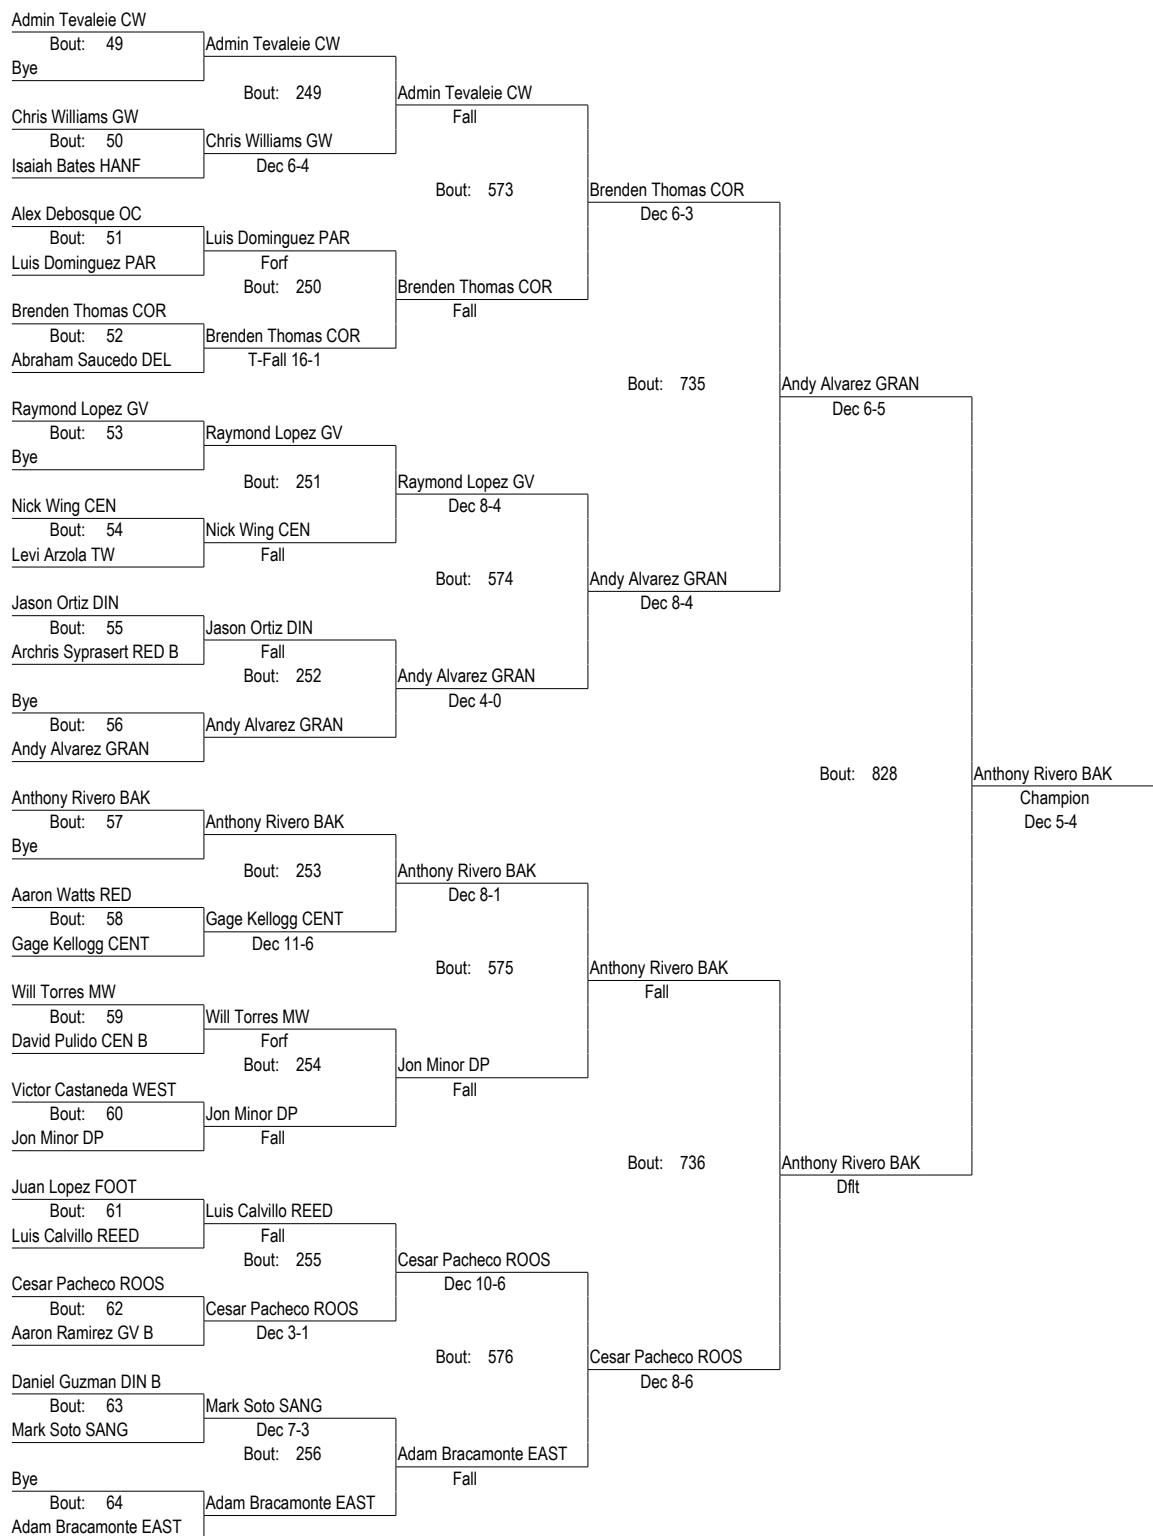 Admin Tevaleie CW
Bout: 49
Admin Tevaleie CW
Bye
Bout: 249
Admin Tevaleie CW
Chris Williams GW
Fall
Bout: 50
Chris Williams GW
Isaiah Bates HANF
Dec 6-4
Bout: 573
Brenden Thomas COR
Alex Debosque OC
Dec 6-3
Bout: 51
Luis Dominguez PAR
Luis Dominguez PAR
Forf
Bout: 250
Brenden Thomas COR
Brenden Thomas COR
Fall
Bout: 52
Brenden Thomas COR
Abraham Saucedo DEL
T-Fall 16-1
Bout: 735
Andy Alvarez GRAN
Raymond Lopez GV
Dec 6-5
Bout: 53
Raymond Lopez GV
Bye
Bout: 251
Raymond Lopez GV
Nick Wing CEN
Dec 8-4
Bout: 54
Nick Wing CEN
Levi Arzola TW
Fall
Bout: 574
Andy Alvarez GRAN
Jason Ortiz DIN
Dec 8-4
Bout: 55
Jason Ortiz DIN
Archris Syprasert RED B
Fall
Bout: 252
Andy Alvarez GRAN
Bye
Dec 4-0
Bout: 56
Andy Alvarez GRAN
Andy Alvarez GRAN
Bout: 828
Anthony Rivero BAK
Anthony Rivero BAK
Champion
Bout: 57
Anthony Rivero BAK
Dec 5-4
Bye
Bout: 253
Anthony Rivero BAK
Aaron Watts RED
Dec 8-1
Bout: 58
Gage Kellogg CENT
Gage Kellogg CENT
Dec 11-6
Bout: 575
Anthony Rivero BAK
Will Torres MW
Fall
Bout: 59
Will Torres MW
David Pulido CEN B
Forf
Bout: 254
Jon Minor DP
Victor Castaneda WEST
Fall
Bout: 60
Jon Minor DP
Jon Minor DP
Fall
Bout: 736
Anthony Rivero BAK
Juan Lopez FOOT
Dflt
Bout: 61
Luis Calvillo REED
Luis Calvillo REED
Fall
Bout: 255
Cesar Pacheco ROOS
Cesar Pacheco ROOS
Dec 10-6
Bout: 62
Cesar Pacheco ROOS
Aaron Ramirez GV B
Dec 3-1
Bout: 576
Cesar Pacheco ROOS
Daniel Guzman DIN B
Dec 8-6
Bout: 63
Mark Soto SANG
Mark Soto SANG
Dec 7-3
Bout: 256
Adam Bracamonte EAST
Bye
Fall
Bout: 64
Adam Bracamonte EAST
Adam Bracamonte EAST